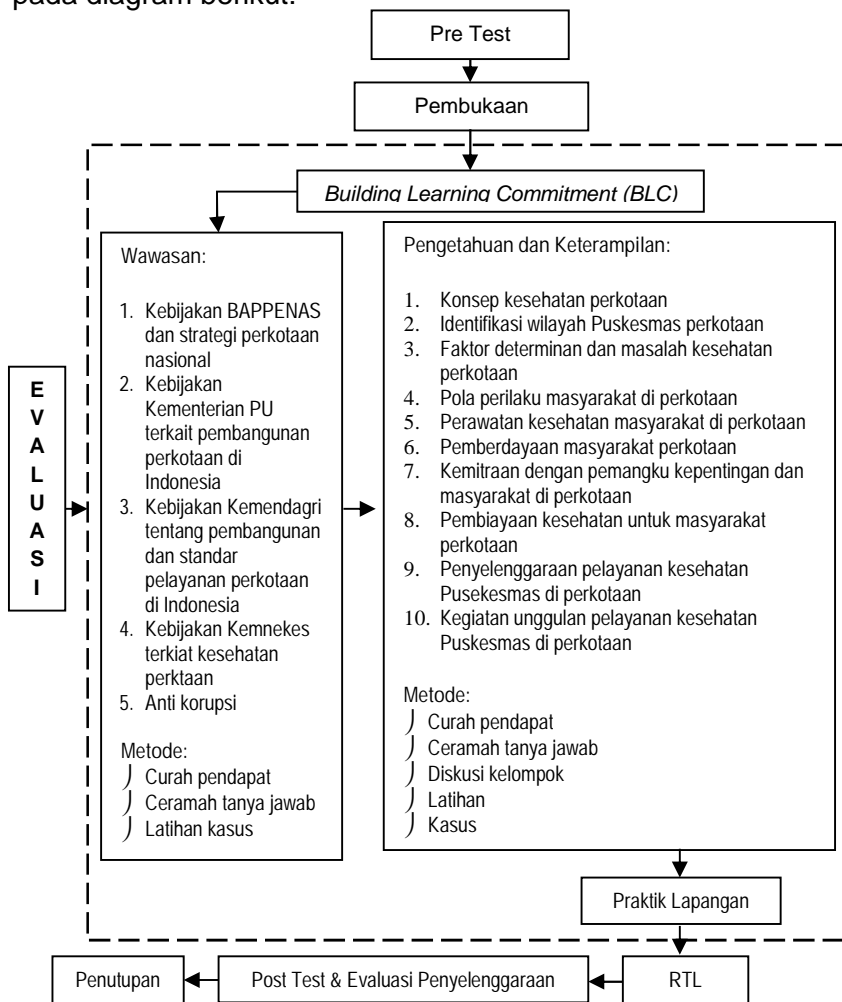 pada diagram berikut.
Pre Test
Pembukaan
Building Learning Commitment (BLC)
EVALUASI
Wawasan:
1. Kebijakan BAPPENAS
dan strategi perkotaan
nasional
2. Kebijakan
Kementerian PU
terkait pembangunan
perkotaan di
Indonesia
3. Kebijakan Kemendagri
tentang pembangunan
dan standar
pelayanan perkotaan
di Indonesia
4. Kebijakan Kemnekes
terkiat kesehatan
perktaan
5. Anti korupsi
Metode:
⌡ Curah pendapat
⌡ Ceramah tanya jawab
⌡ Latihan kasus
Pengetahuan dan Keterampilan:
1. Konsep kesehatan perkotaan
2. Identifikasi wilayah Puskesmas perkotaan
3. Faktor determinan dan masalah kesehatan
perkotaan
4. Pola perilaku masyarakat di perkotaan
5. Perawatan kesehatan masyarakat di perkotaan
6. Pemberdayaan masyarakat perkotaan
7. Kemitraan dengan pemangku kepentingan dan
masyarakat di perkotaan
8. Pembiayaan kesehatan untuk masyarakat
perkotaan
9. Penyelenggaraan pelayanan kesehatan
Pusekesmas di perkotaan
10. Kegiatan unggulan pelayanan kesehatan
Puskesmas di perkotaan
Metode:
⌡ Curah pendapat
⌡ Ceramah tanya jawab
⌡ Diskusi kelompok
⌡ Latihan
⌡ Kasus
Praktik Lapangan
RTL
Post Test & Evaluasi Penyelenggaraan
Penutupan